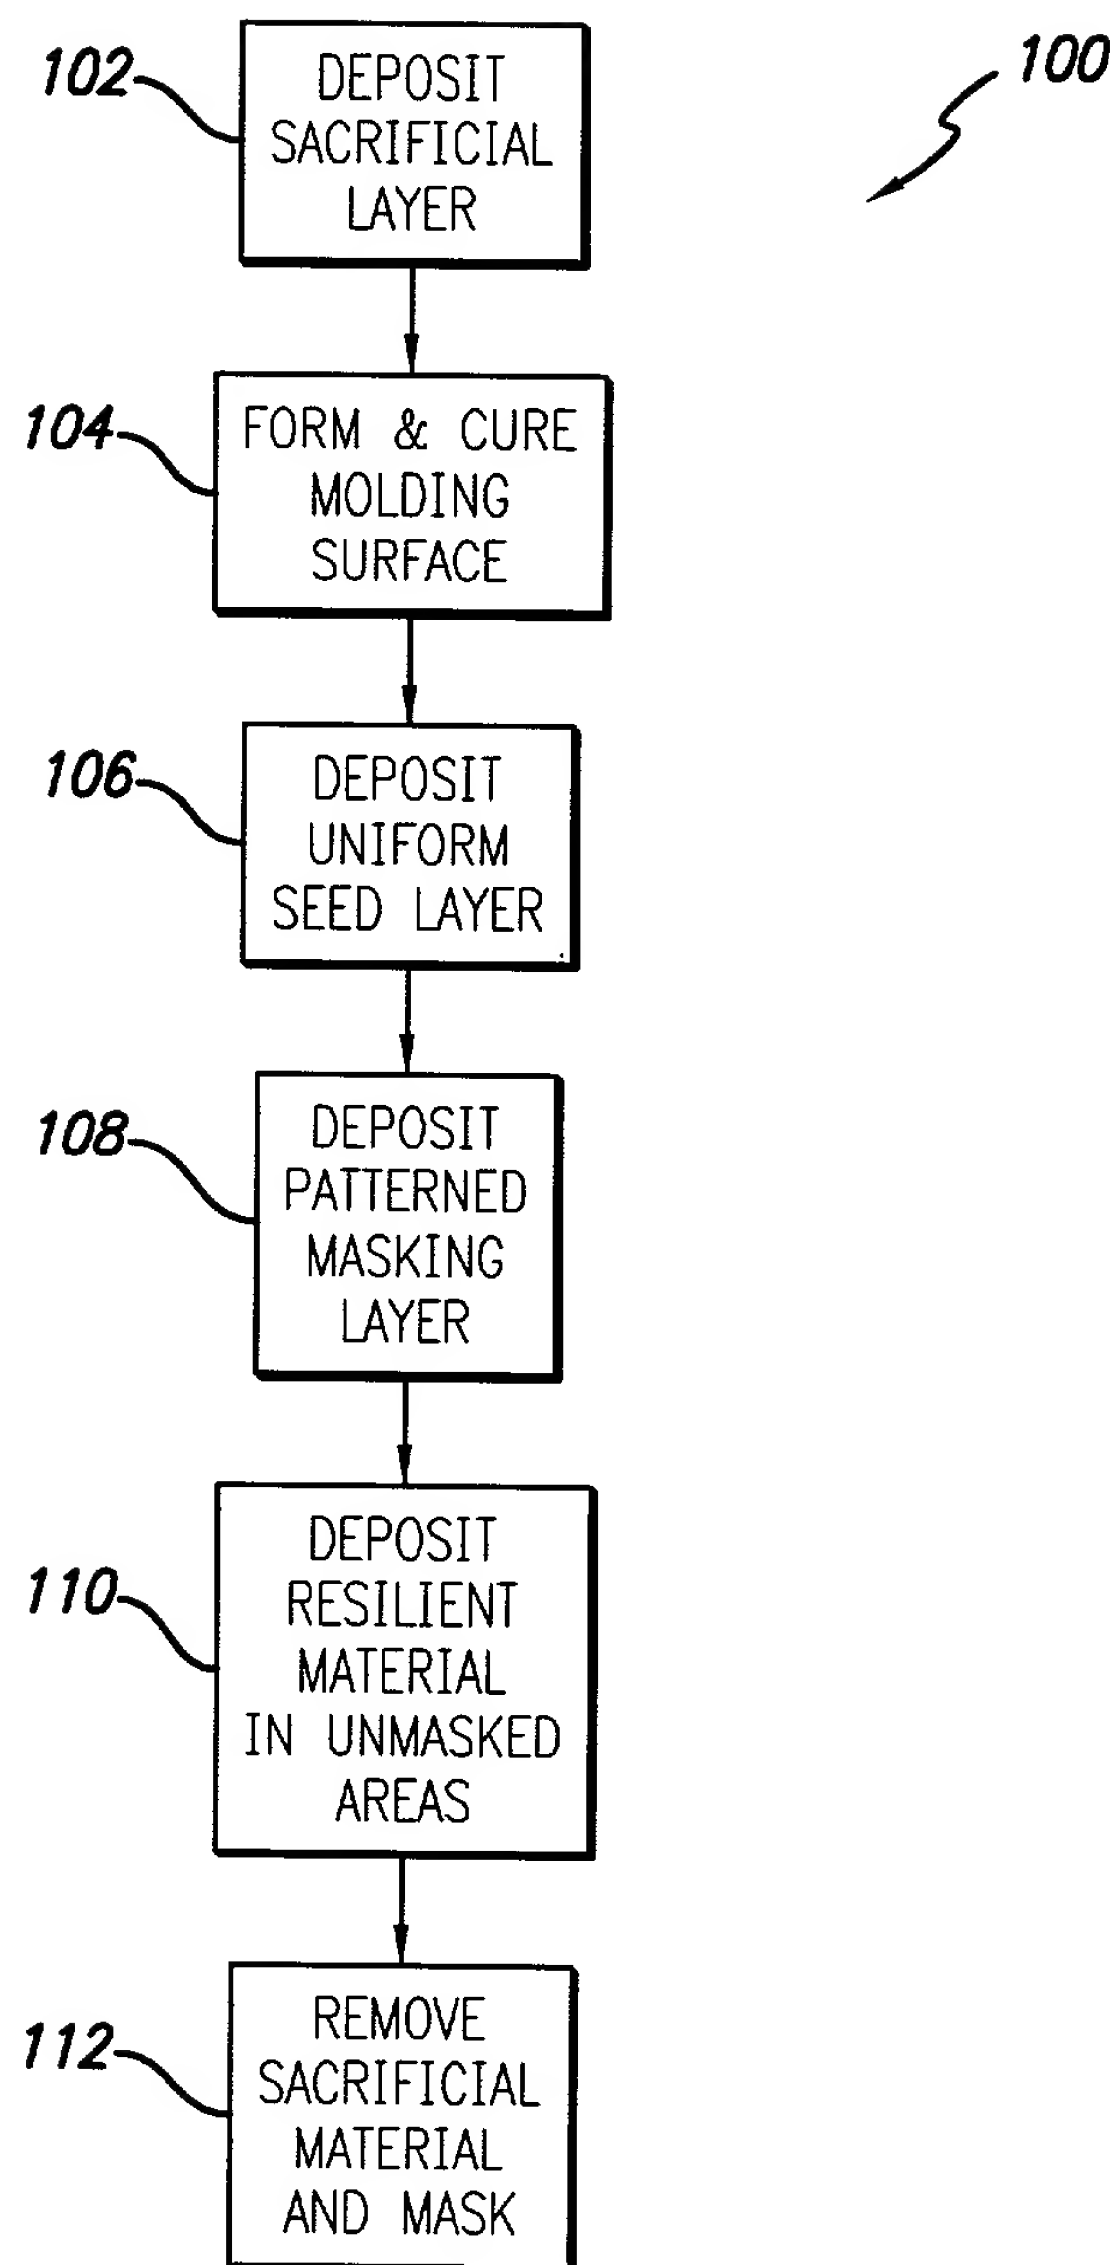 100
102
DEPOSIT
SACRIFICIAL
LAYER
104
FORM & CURE
MOLDING
SURFACE
106
DEPOSIT
UNIFORM
SEED LAYER
108
DEPOSIT
PATTERNED
MASKING
LAYER
110
DEPOSIT
RESILIENT
MATERIAL
IN UNMASKED
AREAS
112
REMOVE
SACRIFICIAL
MATERIAL
AND MASK